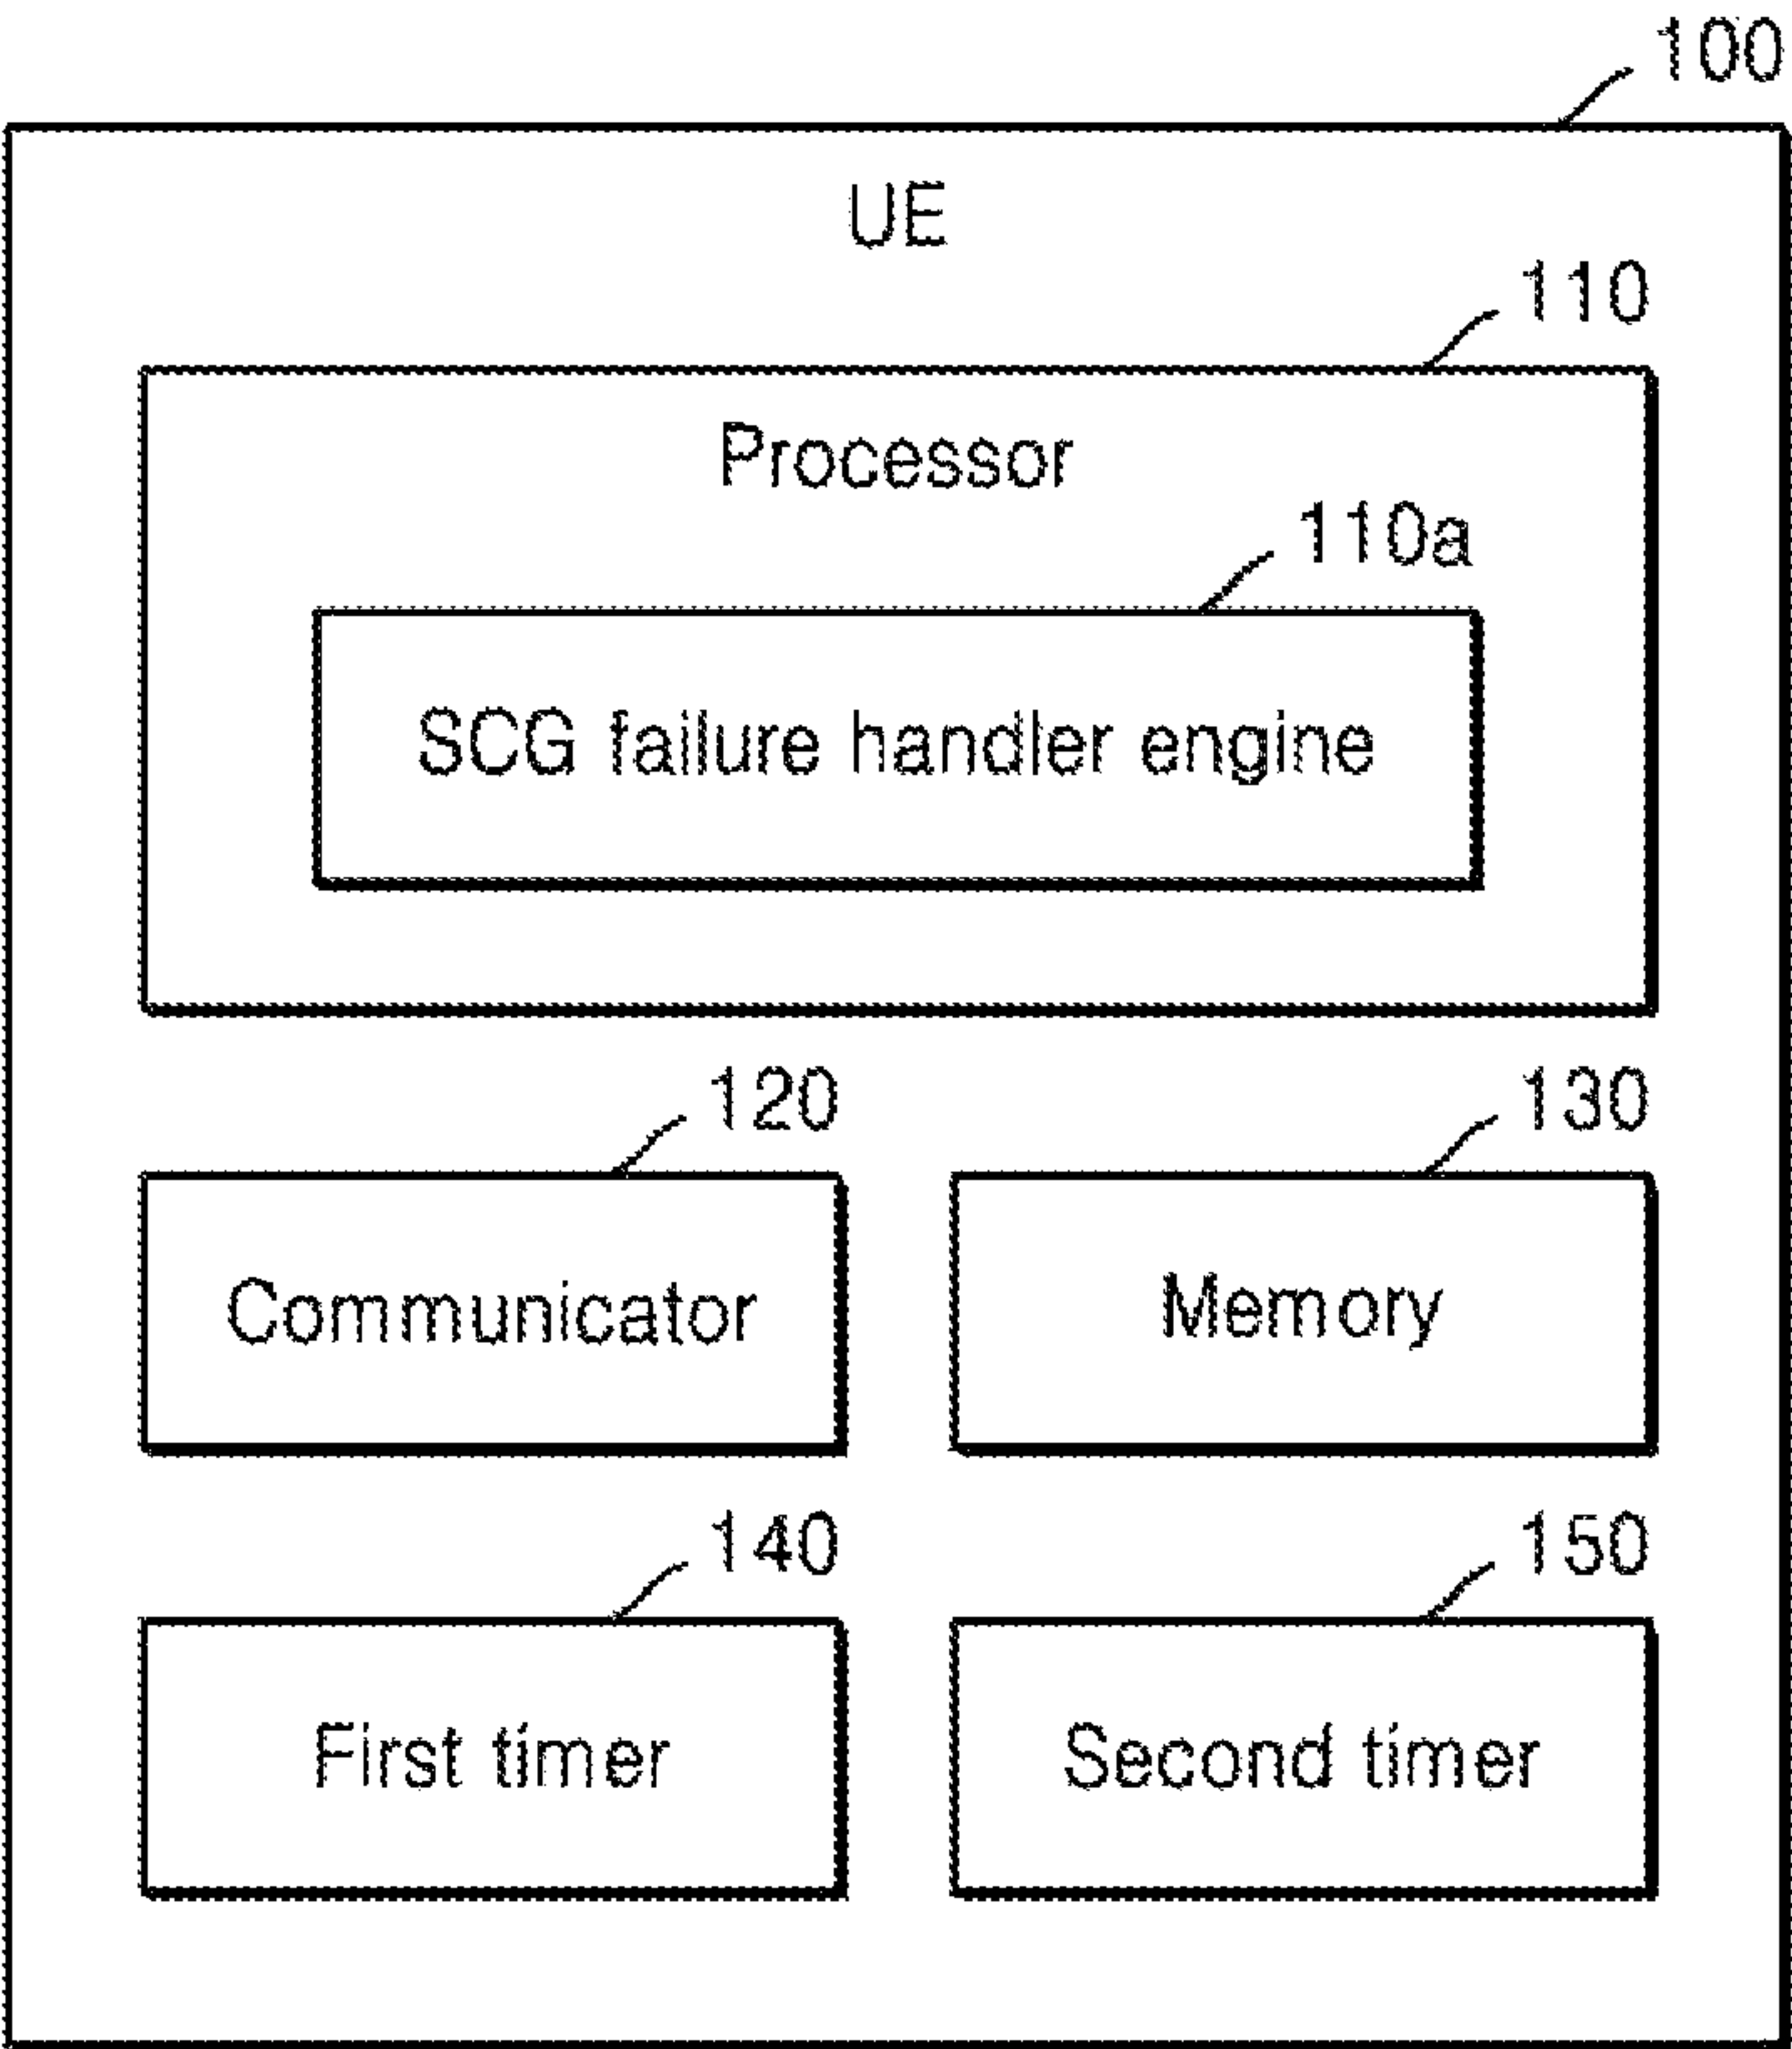 100
UE
110
Processor
110a
SCG failure handler engine
120
130
Communicator
Memory
140
150
First timer
Second timer